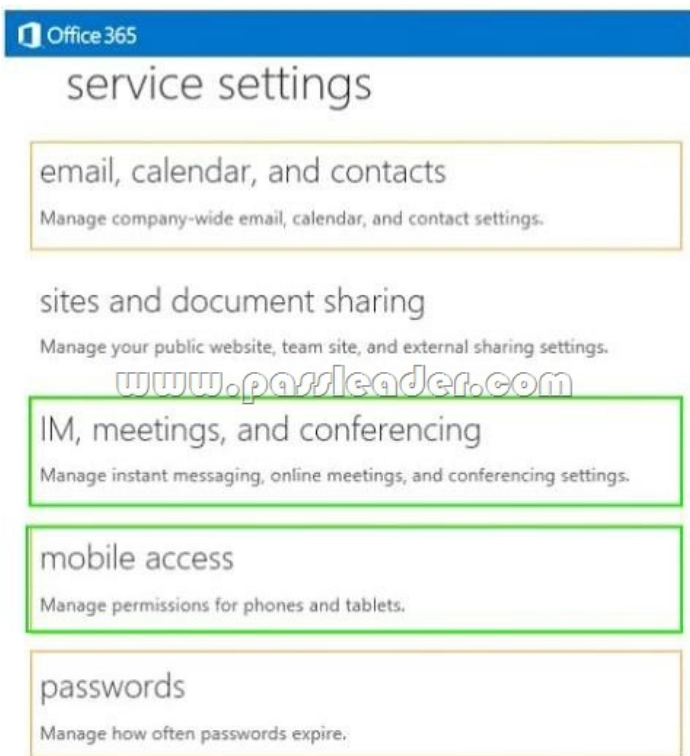 Office 365
service settings
email, calendar, and contacts
Manage company-wide email, calendar, and contact settings.
sites and document sharing
Manage your public website, team site, and external sharing settings.
www.passleader.com
IM, meetings, and conferencing
Manage instant messaging, online meetings, and conferencing settings.
mobile access
Manage permissions for phones and tablets.
passwords
Manage how often passwords expire.